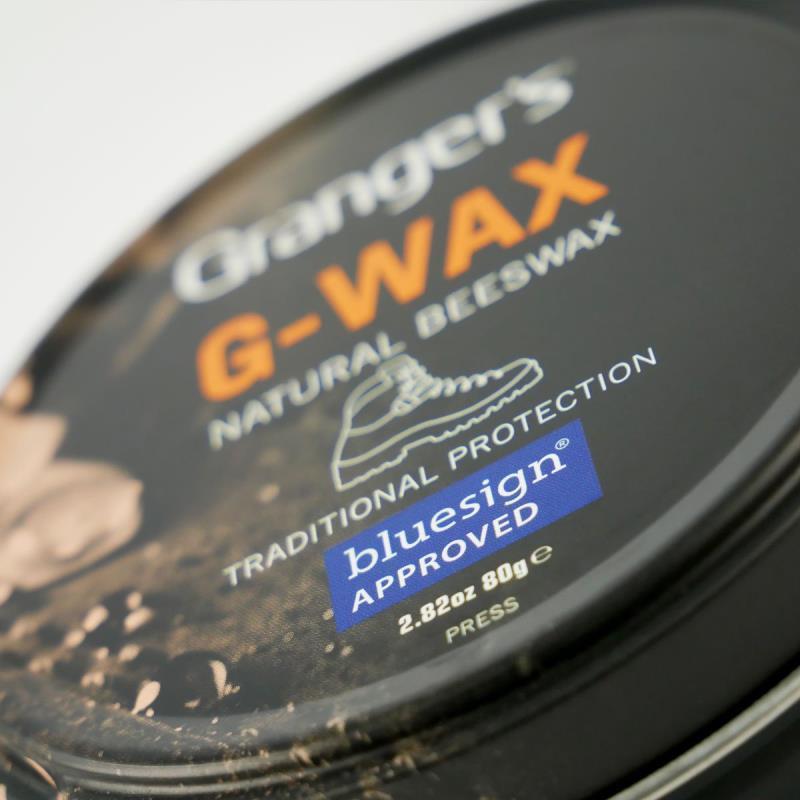 Granger's
G-WAX
NATURAL BEESWAX
TRADITIONAL PROTECTION
bluesign®
APPROVED
2.82oz 80g ℮
PRESS